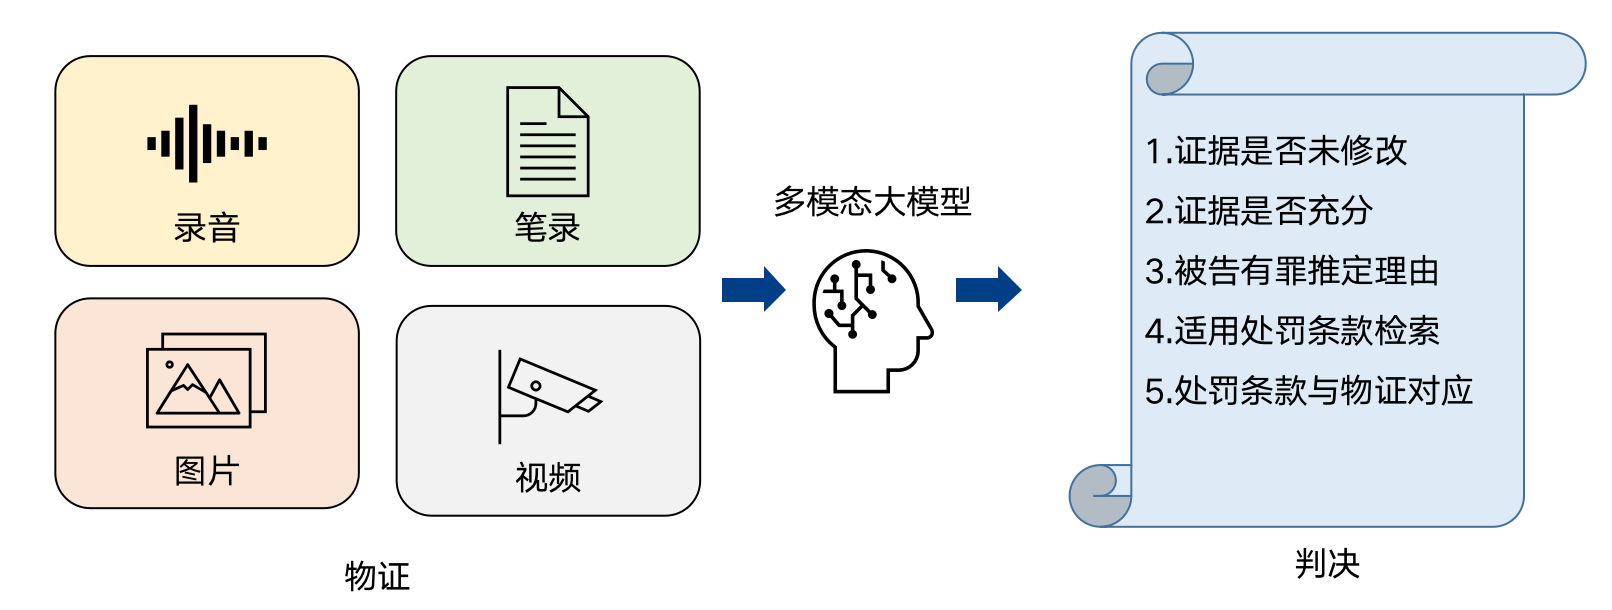 录音
笔录
图片
视频
物证
多模态大模型
1.证据是否未修改
2.证据是否充分
3.被告有罪推定理由
4.适用处罚条款检索
5.处罚条款与物证对应
判决